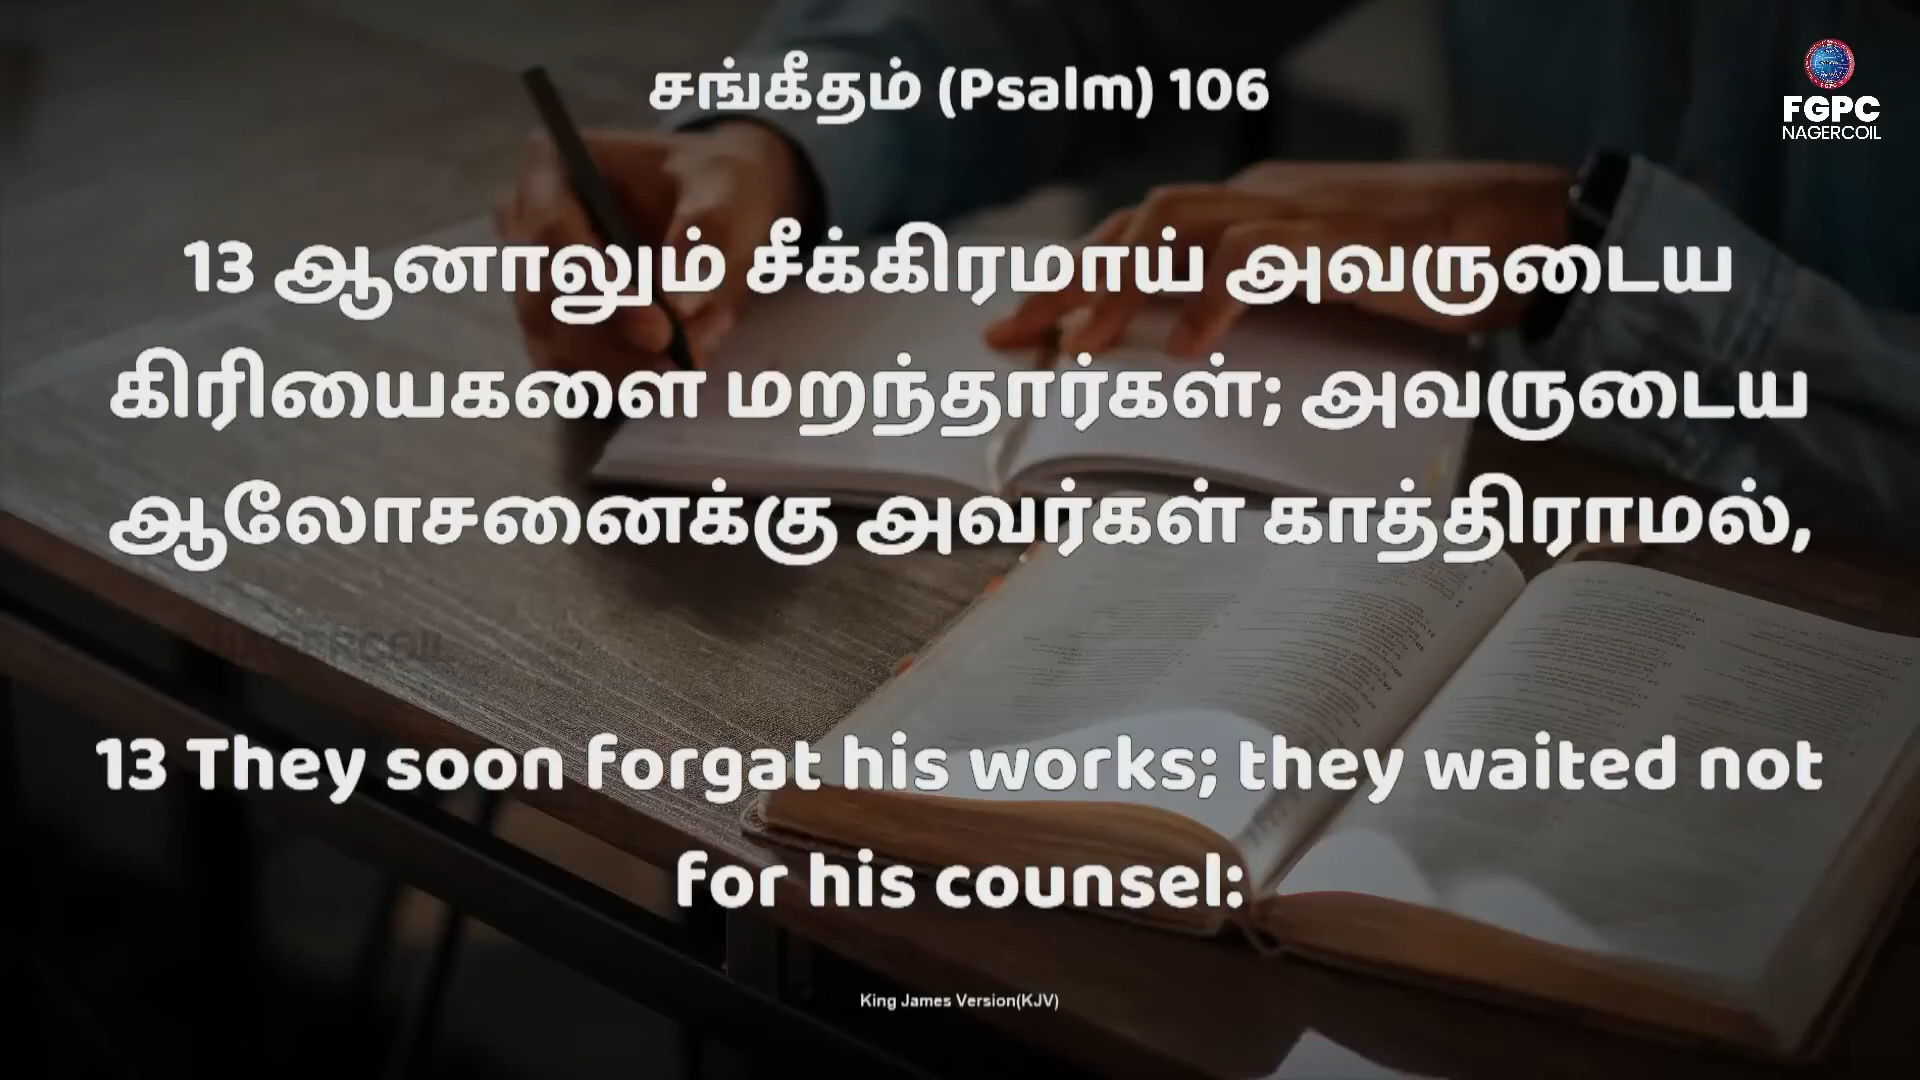 சங்கீதம் (Psalm) 106
FGPC
NAGERCOIL
13 ஆனாலும் சீக்கிரமாய் அவருடைய
கிரியைகளை மறந்தார்கள்; அவருடைய
ஆலோசனைக்கு அவர்கள் காத்திராமல்,
NAGERCOIL
13 They soon forgat his works; they waited not
for his counsel:
King James Version(KJV)